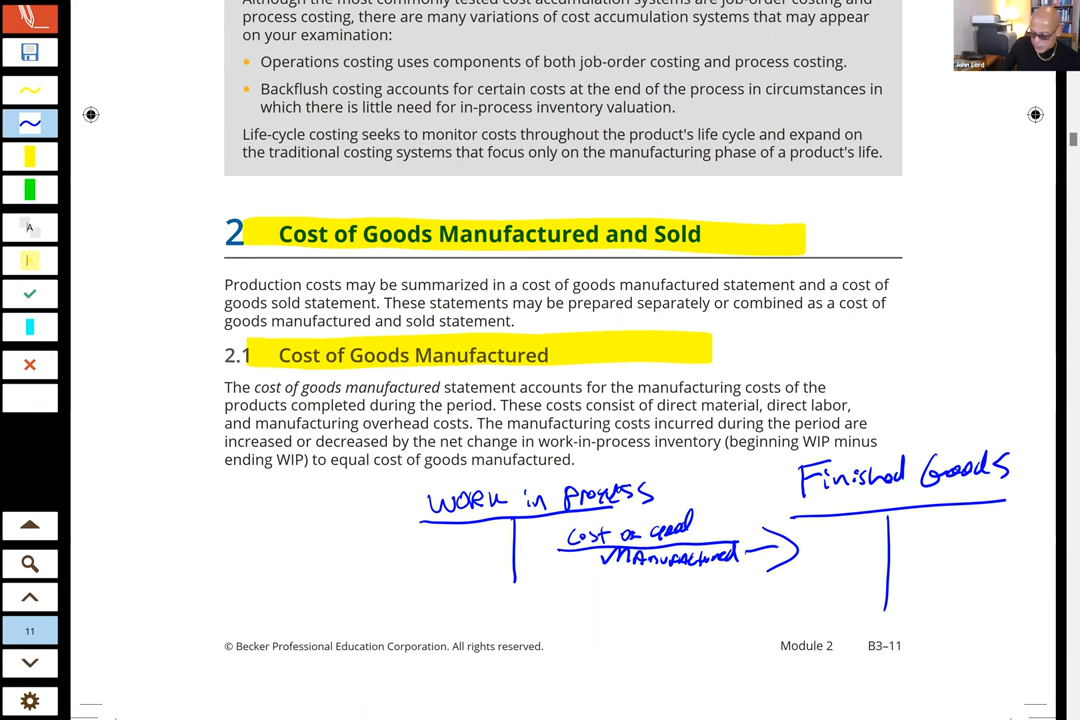 Although the most commonly tested cost accumulation systems are job-order costing and
process costing, there are many variations of cost accumulation systems that may appear
on your examination:
• Operations costing uses components of both job-order costing and process costing.
• Backflush costing accounts for certain costs at the end of the process in circumstances in
which there is little need for in-process inventory valuation.
Life-cycle costing seeks to monitor costs throughout the product's life cycle and expand on
the traditional costing systems that focus only on the manufacturing phase of a product's life.
John Lord
2 Cost of Goods Manufactured and Sold
Production costs may be summarized in a cost of goods manufactured statement and a cost of
goods sold statement. These statements may be prepared separately or combined as a cost of
goods manufactured and sold statement.
2.1 Cost of Goods Manufactured
The cost of goods manufactured statement accounts for the manufacturing costs of the
products completed during the period. These costs consist of direct material, direct labor,
and manufacturing overhead costs. The manufacturing costs incurred during the period are
increased or decreased by the net change in work-in-process inventory (beginning WIP minus
ending WIP) to equal cost of goods manufactured.
Finished Goods
Work in process
Cost of good
Manufactured
11
© Becker Professional Education Corporation. All rights reserved.
Module 2 B3–11